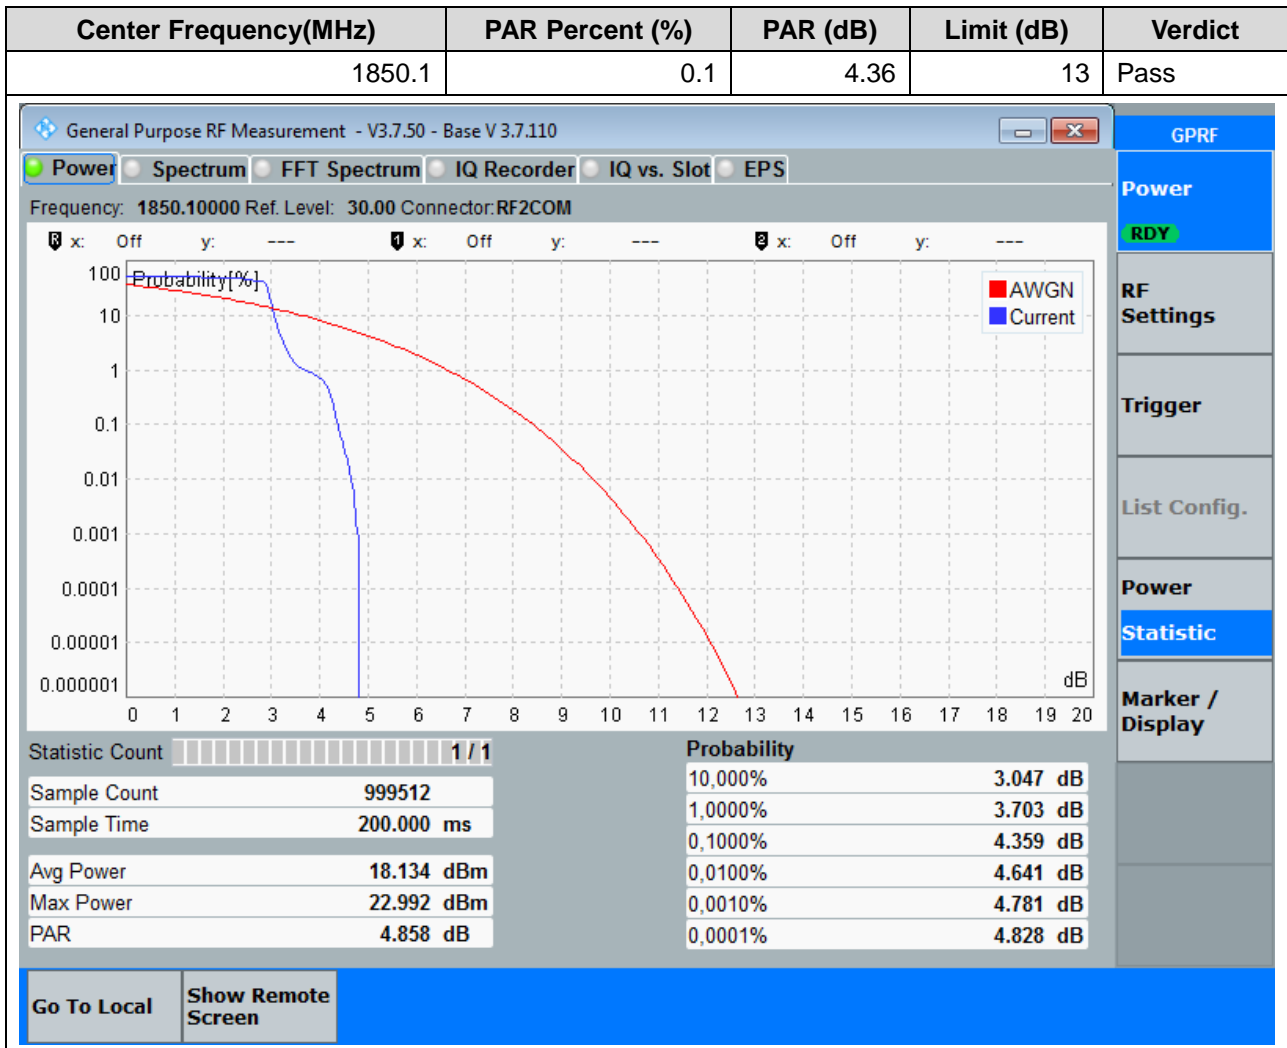 Center Frequency(MHz) PAR Percent (%) PAR (dB) Limit (dB) Verdict
1850.1 0.1 4.36 13 Pass
General Purpose RF Measurement - V3.7.50 - Base V 3.7.110
GPRF
Power Spectrum FFT Spectrum IQ Recorder IQ vs. Slot EPS
Power
RDY
Frequency: 1850.10000 Ref. Level: 30.00 Connector:RF2COM
R x: Off y: --- 1 x: Off y: --- 2 x: Off y: ---
Probability[%]
100
10
1
0.1
0.01
0.001
0.0001
0.00001
0.000001
AWGN
Current
dB
0 1 2 3 4 5 6 7 8 9 10 11 12 13 14 15 16 17 18 19 20
RF
Settings
Trigger
List Config.
Power
Statistic
Marker /
Display
Statistic Count 1 / 1
Sample Count 999512
Sample Time 200.000 ms
Avg Power 18.134 dBm
Max Power 22.992 dBm
PAR 4.858 dB
Probability
10,000% 3.047 dB
1,0000% 3.703 dB
0,1000% 4.359 dB
0,0100% 4.641 dB
0,0010% 4.781 dB
0,0001% 4.828 dB
Go To Local
Show Remote
Screen